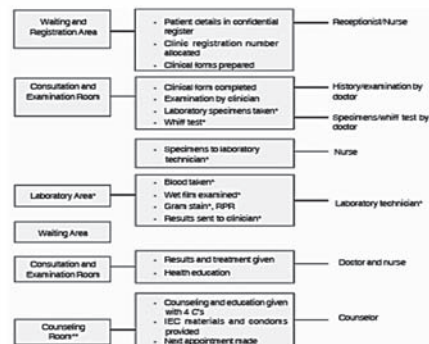 Waiting and
Registration Area
- Patient details in confidential
register
- Clinic registration number
allocated
- Clinical forms prepared
Receptionist/Nurse
Consultation and
Examination Room
- Clinical form completed
- Examination by clinician
- Laboratory specimens taken*
- Whiff test*
History/examination by
doctor
Specimens/whiff test by
doctor
- Specimens to laboratory
technician*
Nurse
Laboratory Area*
- Blood taken*
- Wet film examined*
- Gram stain*, RPR
- Results sent to clinician*
Laboratory technician*
Waiting Area
Consultation and
Examination Room
- Results and treatment given
- Health education
Doctor and nurse
Counseling
Room**
- Counseling and education given
with 4 C's
- IEC materials and condoms
provided
- Next appointment made
Counselor